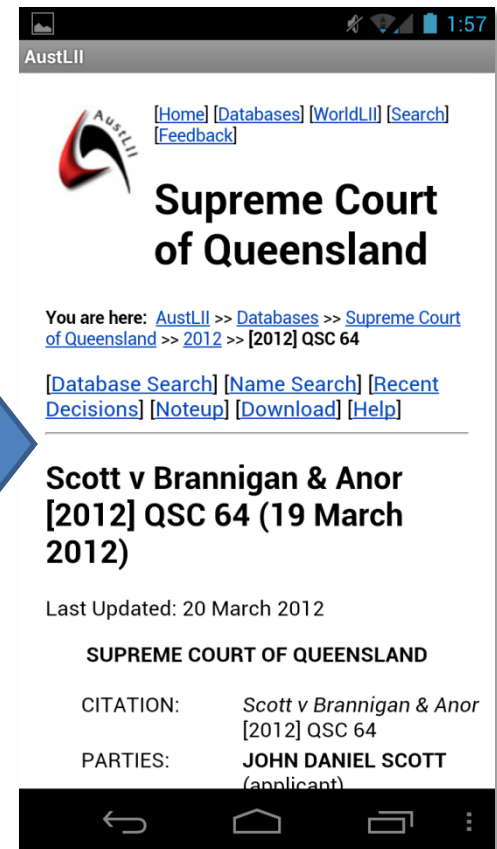 1:57
AustLII
AustLII
[Home] [Databases] [WorldLII] [Search]
[Feedback]
Supreme Court
of Queensland
You are here: AustLII >> Databases >> Supreme Court
of Queensland >> 2012 >> [2012] QSC 64
[Database Search] [Name Search] [Recent
Decisions] [Noteup] [Download] [Help]
Scott v Brannigan & Anor
[2012] QSC 64 (19 March
2012)
Last Updated: 20 March 2012
SUPREME COURT OF QUEENSLAND
CITATION: Scott v Brannigan & Anor
[2012] QSC 64
PARTIES: JOHN DANIEL SCOTT
(applicant)